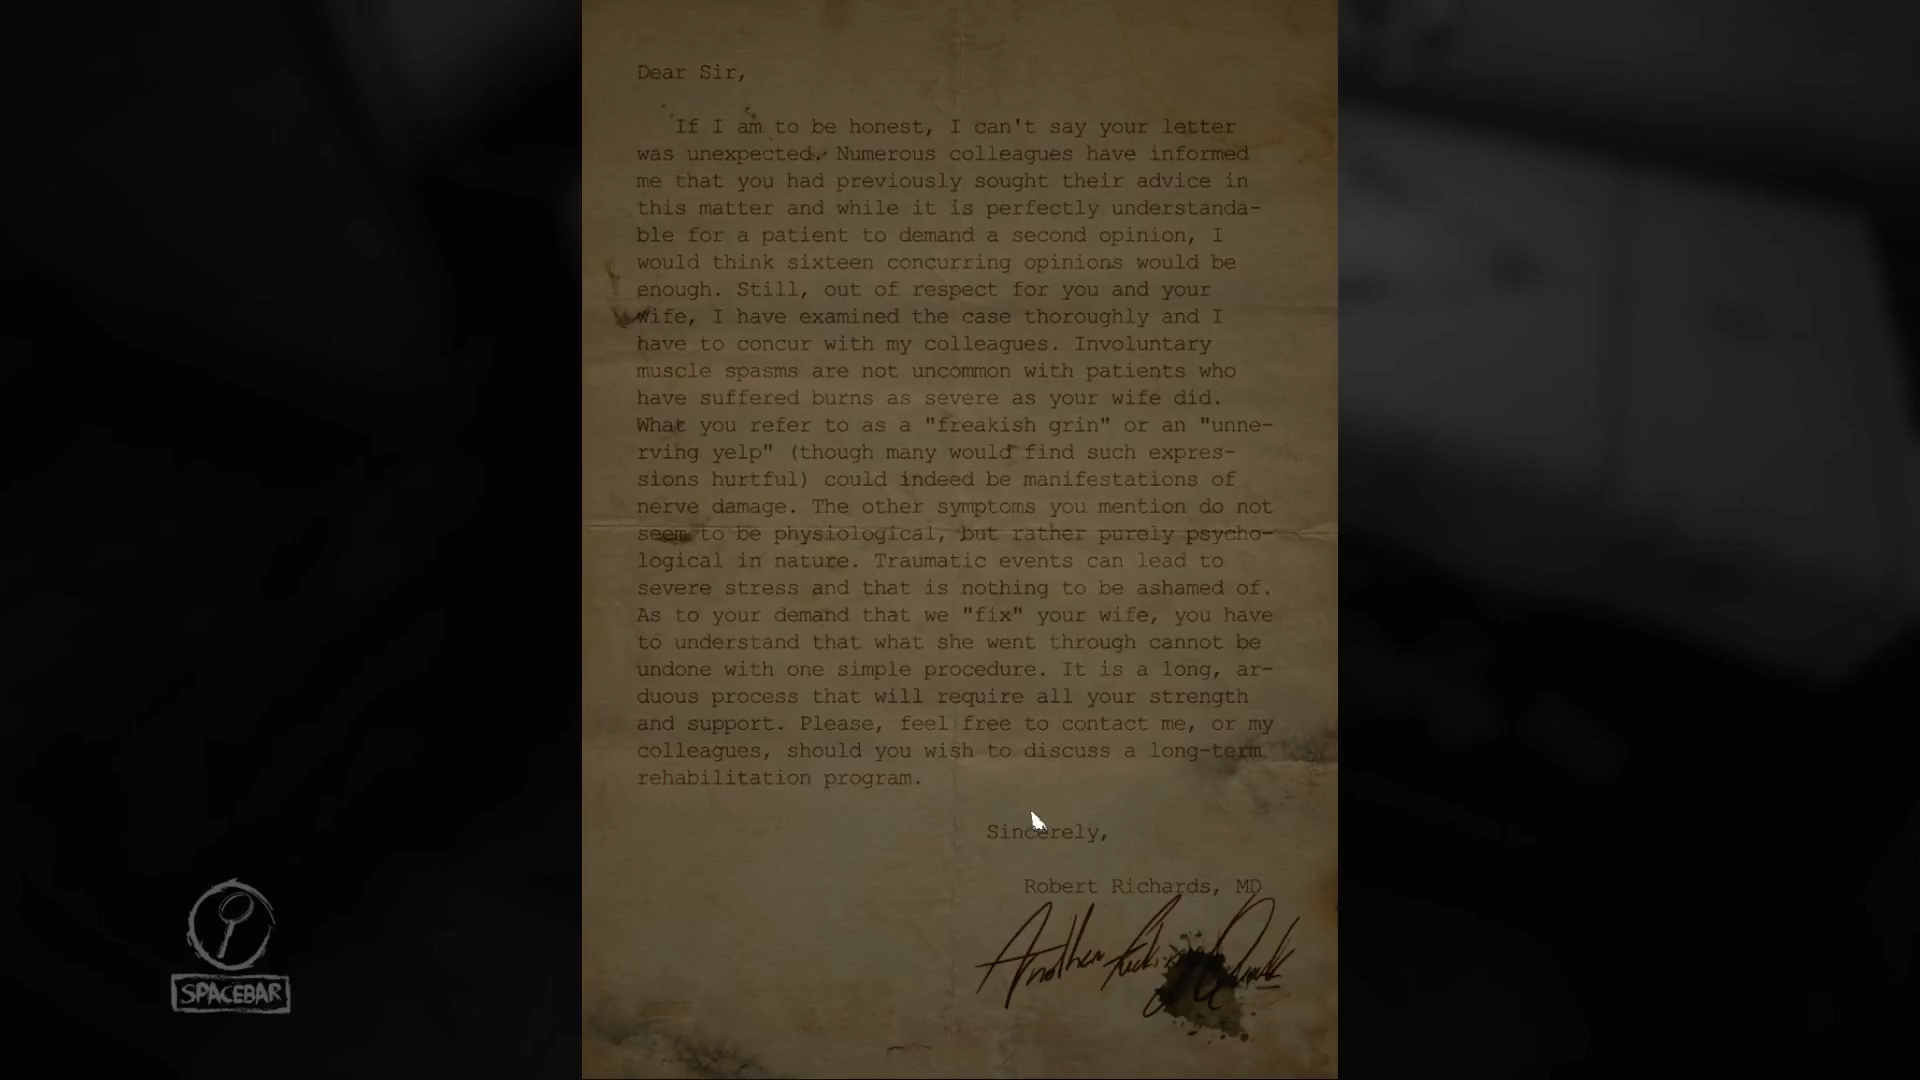 Dear Sir,
If I am to be honest, I can't say your letter
was unexpected. Numerous colleagues have informed
me that you had previously sought their advice in
this matter and while it is perfectly understanda-
ble for a patient to demand a second opinion, I
would think sixteen concurring opinions would be
enough. Still, out of respect for you and your
wife, I have examined the case thoroughly and I
have to concur with my colleagues. Involuntary
muscle spasms are not uncommon with patients who
have suffered burns as severe as your wife did.
What you refer to as a "freakish grin" or an "unne-
rving yelp" (though many would find such expres-
sions hurtful) could indeed be manifestations of
nerve damage. The other symptoms you mention do not
seem to be physiological, but rather purely psycho-
logical in nature. Traumatic events can lead to
severe stress and that is nothing to be ashamed of.
As to your demand that we "fix" your wife, you have
to understand that what she went through cannot be
undone with one simple procedure. It is a long, ar-
duous process that will require all your strength
and support. Please, feel free to contact me, or my
colleagues, should you wish to discuss a long-term
rehabilitation program.
Sincerely,
Robert Richards, MD
Another
SPACEBAR